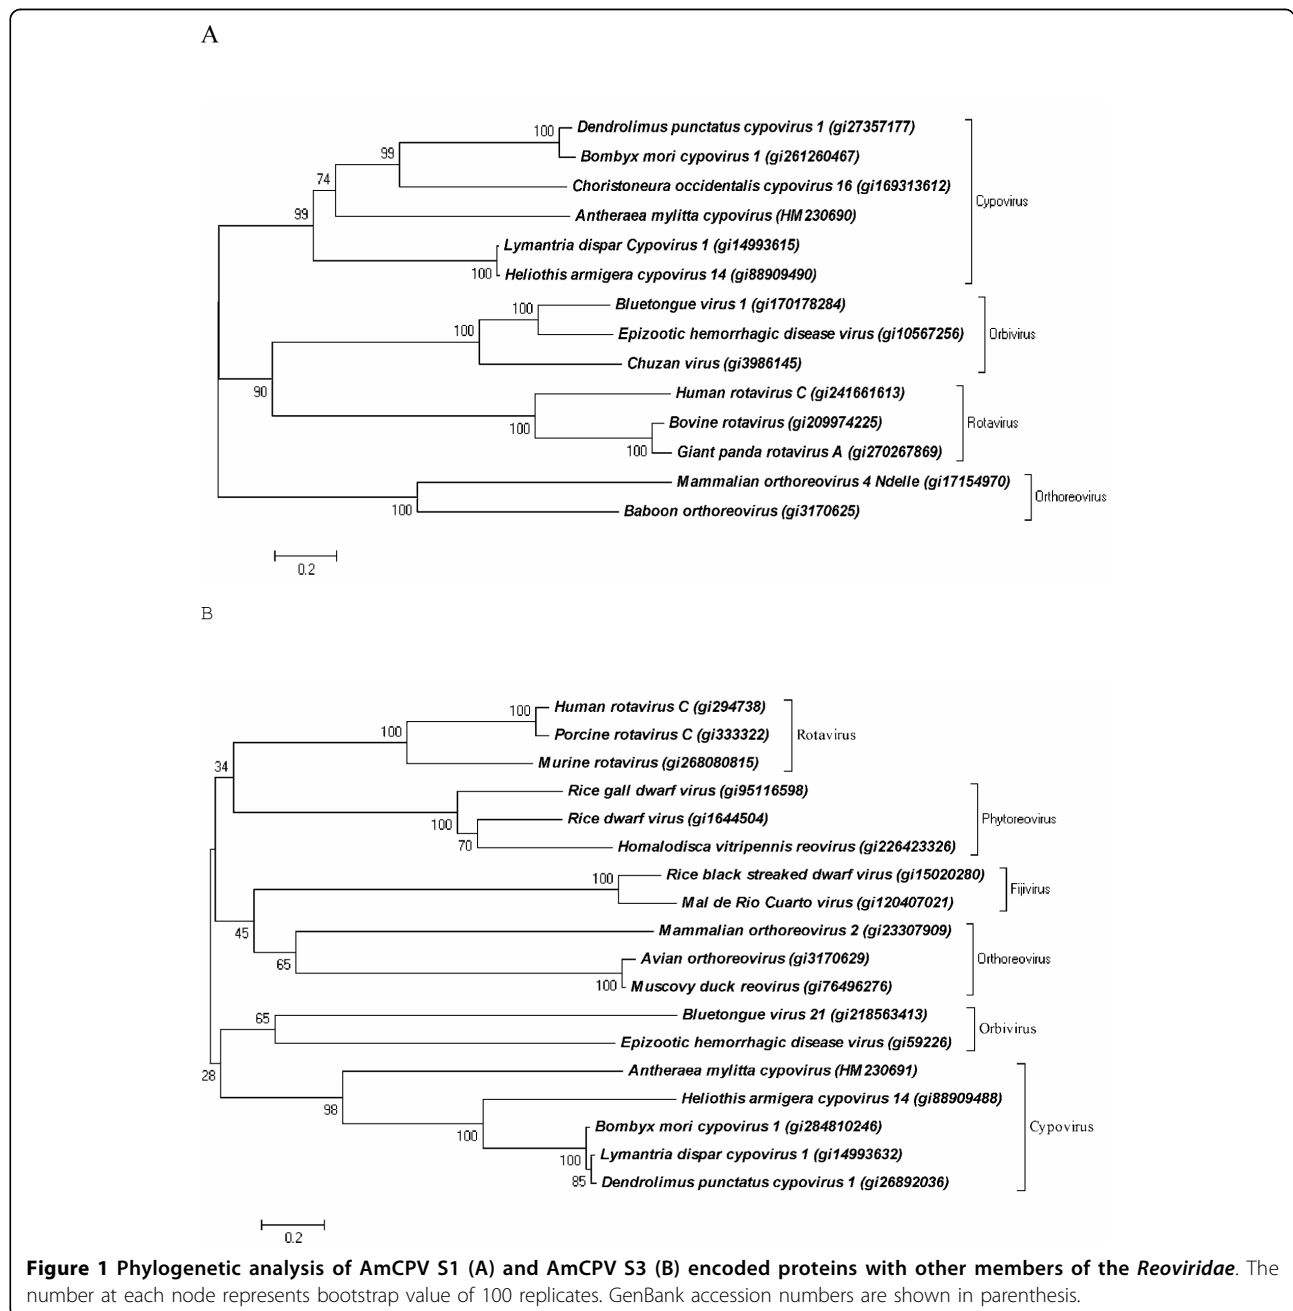 A
100
Dendrolimus punctatus cypovirus 1 (gi27357177)
99
Bombyx mori cypovirus 1 (gi261260467)
74
Choristoneura occidentalis cypovirus 16 (gi169313612)
Cypovirus
99
Antheraea mylitta cypovirus (HM230690)
Lymantria dispar Cypovirus 1 (gi14993615)
100
Heliothis armigera cypovirus 14 (gi88909490)
100
Bluetongue virus 1 (gi170178284)
100
Epizootic hemorrhagic disease virus (gi10567256)
Orbivirus
Chuzan virus (gi3986145)
90
Human rotavirus C (gi241661613)
100
Bovine rotavirus (gi209974225)
Rotavirus
100
Giant panda rotavirus A (gi270267869)
Mammalian orthoreovirus 4 Ndelle (gi17154970)
Orthoreovirus
100
Baboon orthoreovirus (gi3170625)
0.2
B
100
Human rotavirus C (gi294738)
100
Porcine rotavirus C (gi333322)
Rotavirus
34
Murine rotavirus (gi268080815)
Rice gall dwarf virus (gi95116598)
100
Rice dwarf virus (gi1644504)
Phytoreovirus
70
Homalodisca vitripennis reovirus (gi226423326)
100
Rice black streaked dwarf virus (gi15020280)
Fijivirus
Mal de Rio Cuarto virus (gi120407021)
45
Mammalian orthoreovirus 2 (gi23307909)
65
Avian orthoreovirus (gi3170629)
Orthoreovirus
100
Muscovy duck reovirus (gi76496276)
65
Bluetongue virus 21 (gi218563413)
Orbivirus
Epizootic hemorrhagic disease virus (gi59226)
28
Antheraea mylitta cypovirus (HM230691)
98
Heliothis armigera cypovirus 14 (gi88909488)
100
Bombyx mori cypovirus 1 (gi284810246)
Cypovirus
100
Lymantria dispar cypovirus 1 (gi14993632)
85
Dendrolimus punctatus cypovirus 1 (gi26892036)
0.2
Figure 1 Phylogenetic analysis of AmCPV S1 (A) and AmCPV S3 (B) encoded proteins with other members of the Reoviridae. The
number at each node represents bootstrap value of 100 replicates. GenBank accession numbers are shown in parenthesis.